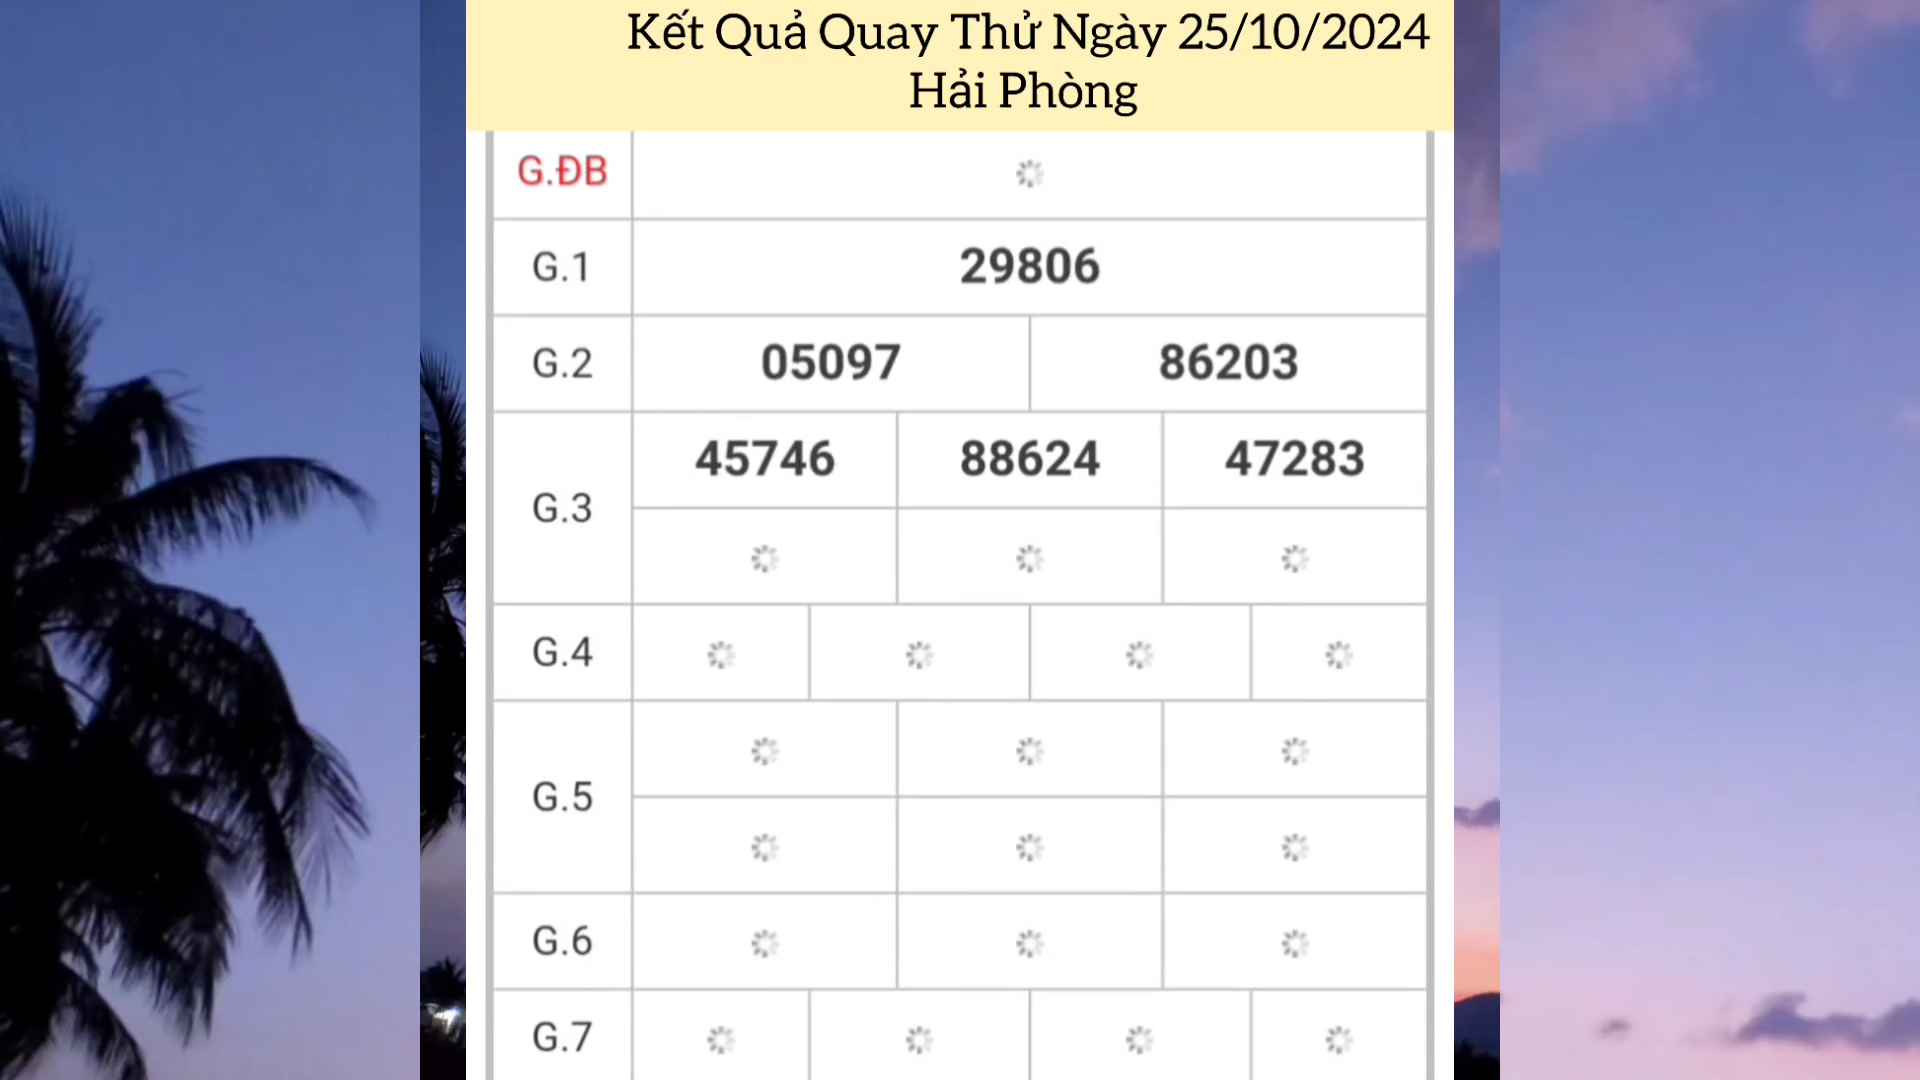 Kết Quả Quay Thử Ngày 25/10/2024
Hải Phòng
G.ĐB
G.1 29806
G.2 05097 86203
G.3 45746 88624 47283
G.4
G.5
G.6
G.7